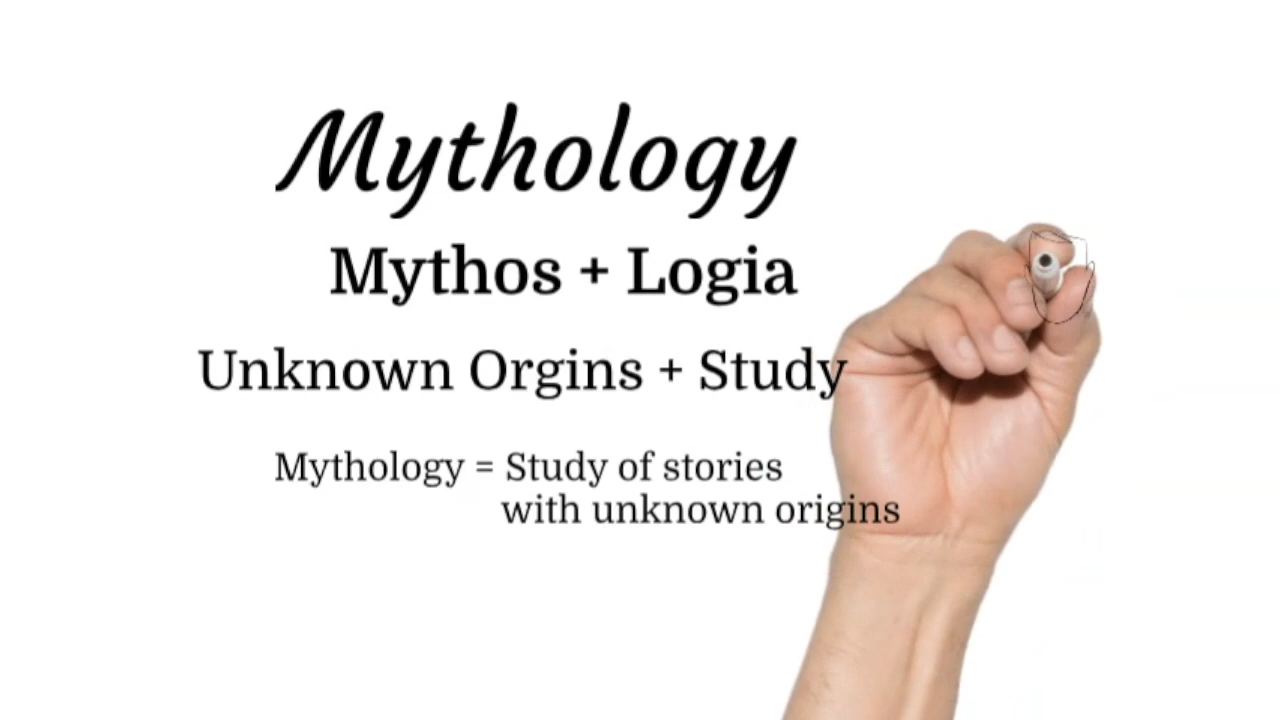 Mythology
Mythos + Logia
Unknown Orgins + Study
Mythology = Study of stories
with unknown origins